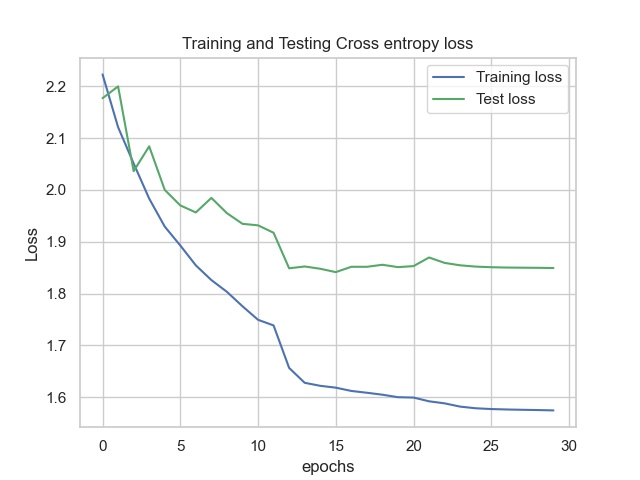 Training and Testing Cross entropy loss
Training loss
Test loss
2.2
2.1
2.0
1.9
1.8
1.7
1.6
Loss
0 5 10 15 20 25 30
epochs